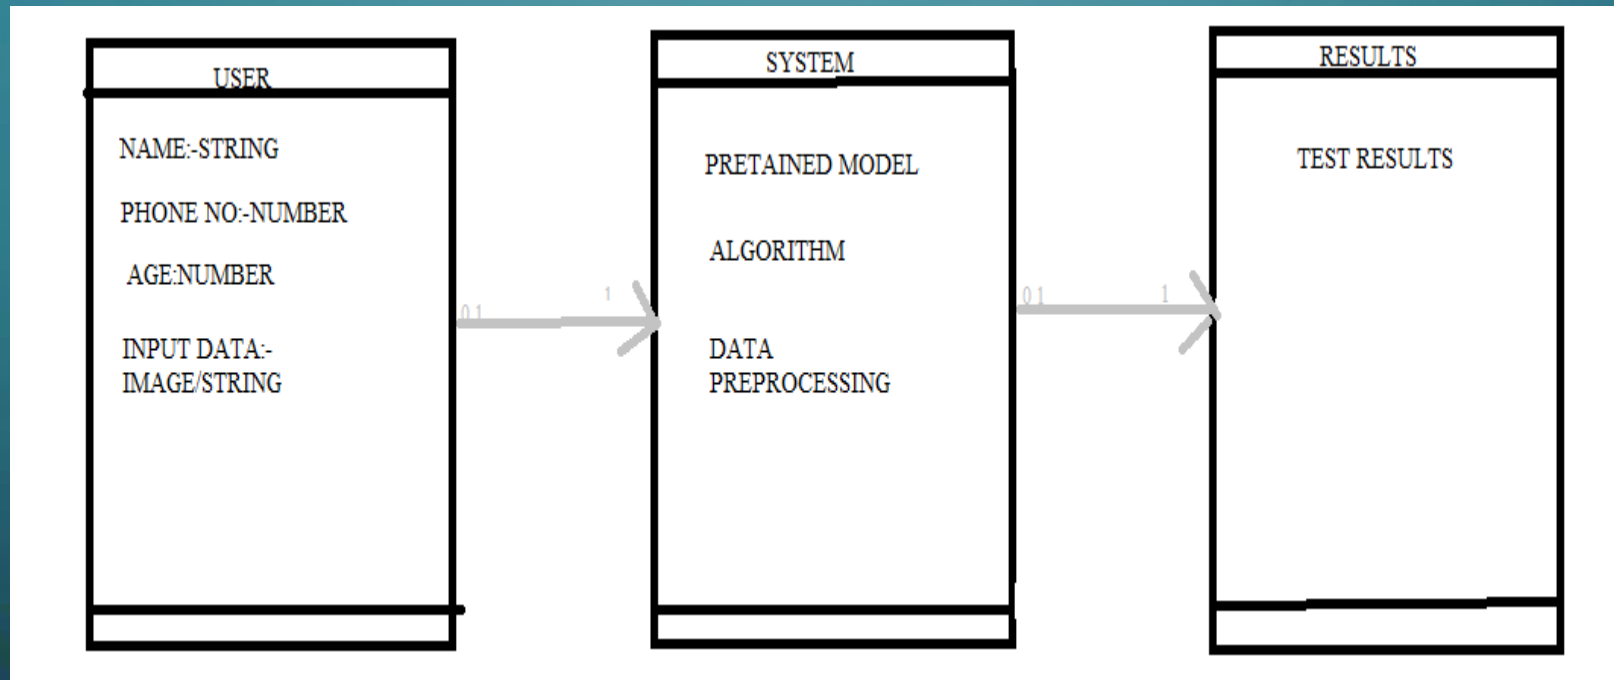 USER
NAME:-STRING
PHONE NO:-NUMBER
AGE:NUMBER
INPUT DATA:-
IMAGE/STRING
0 1
1
SYSTEM
PRETAINED MODEL
ALGORITHM
DATA
PREPROCESSING
0 1
1
RESULTS
TEST RESULTS